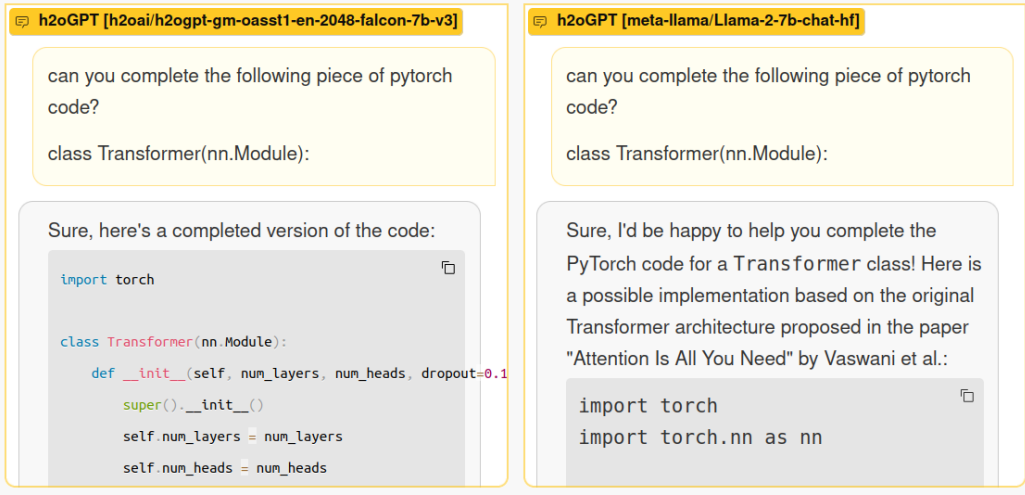 h2oGPT [h2oai/h2ogpt-gm-oasst1-en-2048-falcon-7b-v3]
can you complete the following piece of pytorch
code?
class Transformer(nn.Module):
Sure, here's a completed version of the code:
import torch
class Transformer(nn.Module):
def __init__(self, num_layers, num_heads, dropout=0.1
super().__init__()
self.num_layers = num_layers
self.num_heads = num_heads
h2oGPT [meta-llama/Llama-2-7b-chat-hf]
can you complete the following piece of pytorch
code?
class Transformer(nn.Module):
Sure, I'd be happy to help you complete the
PyTorch code for a Transformer class! Here is
a possible implementation based on the original
Transformer architecture proposed in the paper
"Attention Is All You Need" by Vaswani et al.:
import torch
import torch.nn as nn